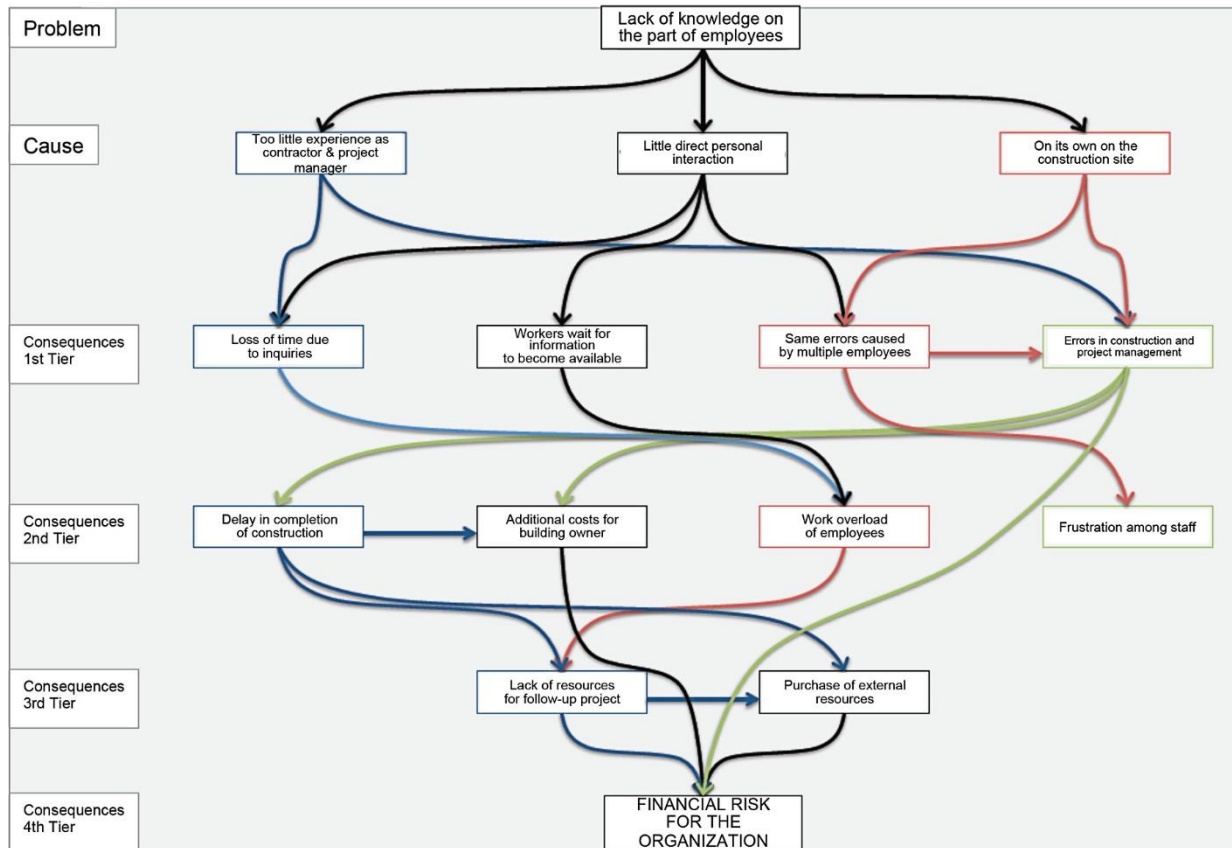 Problem
Lack of knowledge on
the part of employees
Cause
Too little experience as
contractor & project
manager
Little direct personal
interaction
On its own on the
construction site
Consequences
1st Tier
Loss of time due
to inquiries
Workers wait for
information
to become available
Same errors caused
by multiple employees
Errors in construction and
project management
Consequences
2nd Tier
Delay in completion
of construction
Additional costs for
building owner
Work overload
of employees
Frustration among staff
Consequences
3rd Tier
Lack of resources
for follow-up project
Purchase of external
resources
Consequences
4th Tier
FINANCIAL RISK
FOR THE
ORGANIZATION